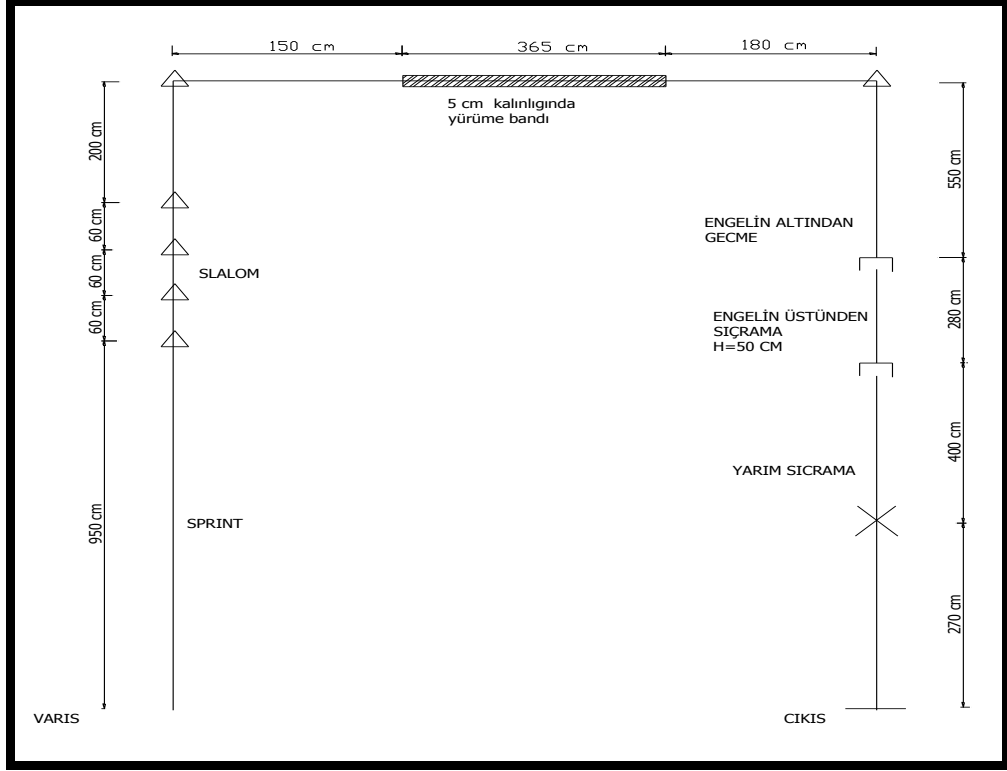 150 cm
365 cm
180 cm
5 cm kalınlıgında
yürüme bandı
200 cm
60 cm
60 cm
60 cm
950 cm
SLALOM
SPRINT
VARIS
ENGELİN ALTINDAN
GECME
ENGELİN ÜSTÜNDEN
SIÇRAMA
H=50 CM
YARIM SICRAMA
CIKIS
550 cm
280 cm
400 cm
270 cm